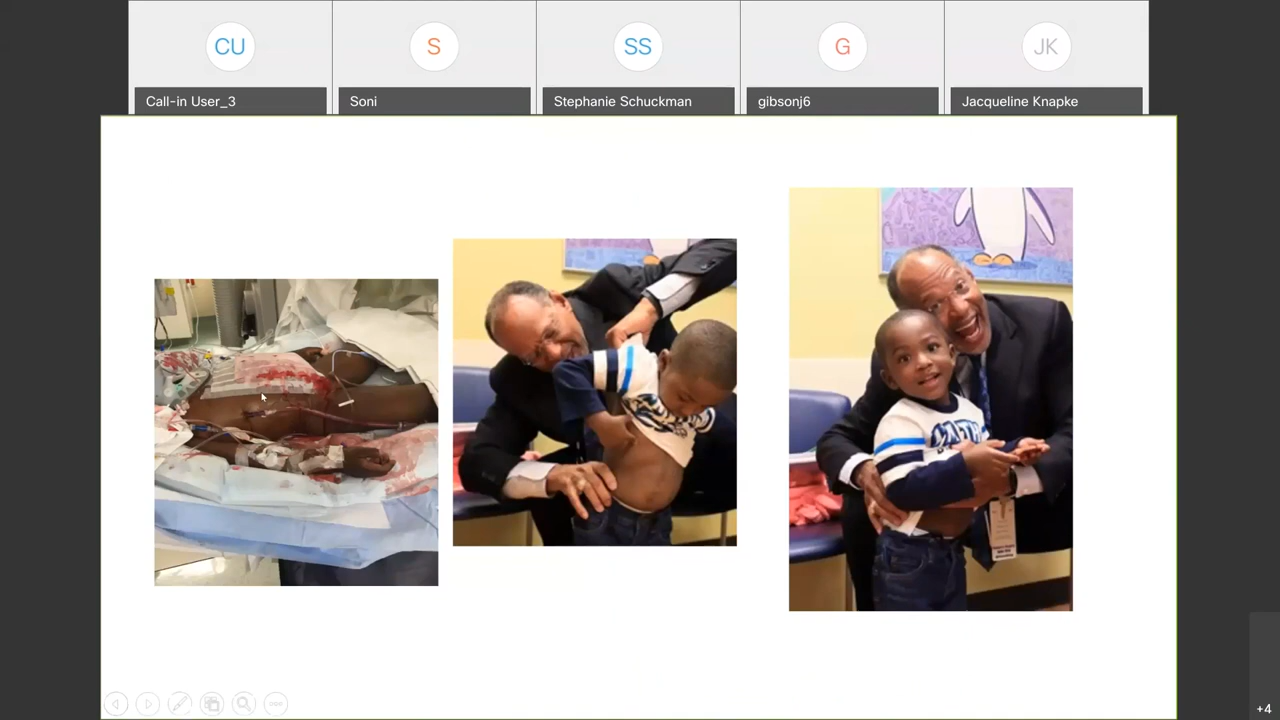 CU
S
SS
G
JK
Call-in User_3
Soni
Stephanie Schuckman
gibsonj6
Jacqueline Knapke
+4